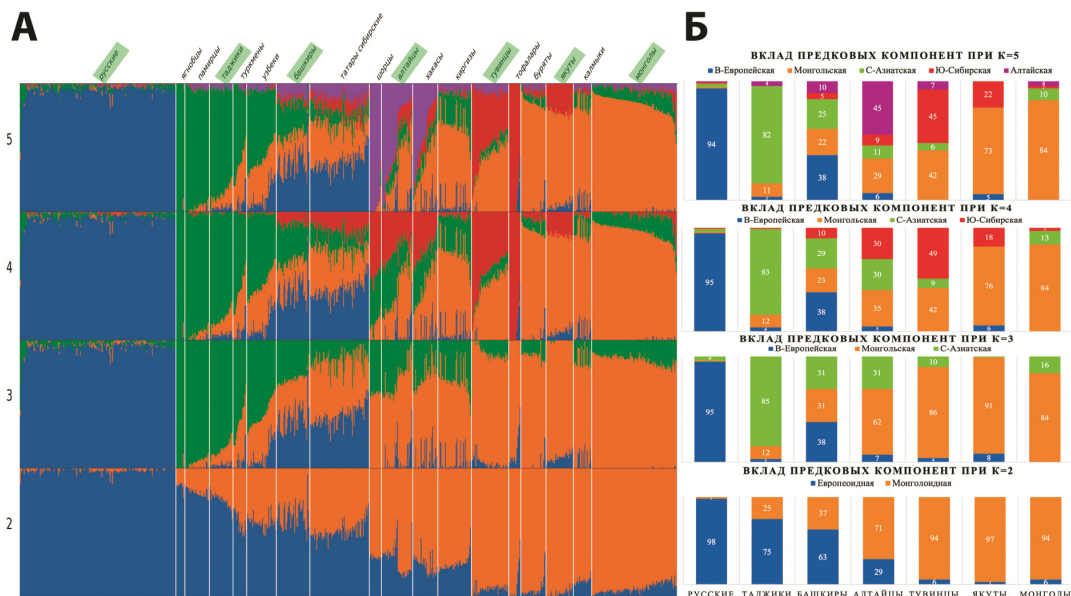 А
Б
русские
ягнобцы
памирцы
таджики
туркмены
узбеки
башкиры
татары сибирские
шорцы
алтайцы
хакасы
киргизы
тувинцы
тофалары
буряты
якуты
калмыки
монголы
5
4
3
2
ВКЛАД ПРЕДКОВЫХ КОМПОНЕНТ ПРИ К=5
В-Европейская Монгольская С-Азиатская Ю-Сибирская Алтайская
94
4 82 11
10 5 25 22 38
45 9 11 29 6
7 45 6 42
22 73 5
10 84
ВКЛАД ПРЕДКОВЫХ КОМПОНЕНТ ПРИ К=4
В-Европейская Монгольская С-Азиатская Ю-Сибирская
95
83 12
10 29 23 38
30 30 35
49 9 42
18 76 6
13 84
ВКЛАД ПРЕДКОВЫХ КОМПОНЕНТ ПРИ К=3
В-Европейская Монгольская С-Азиатская
95
85 12
31 31 38
31 62 7
10 86
91 8
16 84
ВКЛАД ПРЕДКОВЫХ КОМПОНЕНТ ПРИ К=2
Европеоидная Монголоидная
98
25 75
37 63
71 29
94 6
97
94 6
РУССКИЕ ТАДЖИКИ БАШКИРЫ АЛТАЙЦЫ ТУВИНЦЫ ЯКУТЫ МОНГОЛЫ